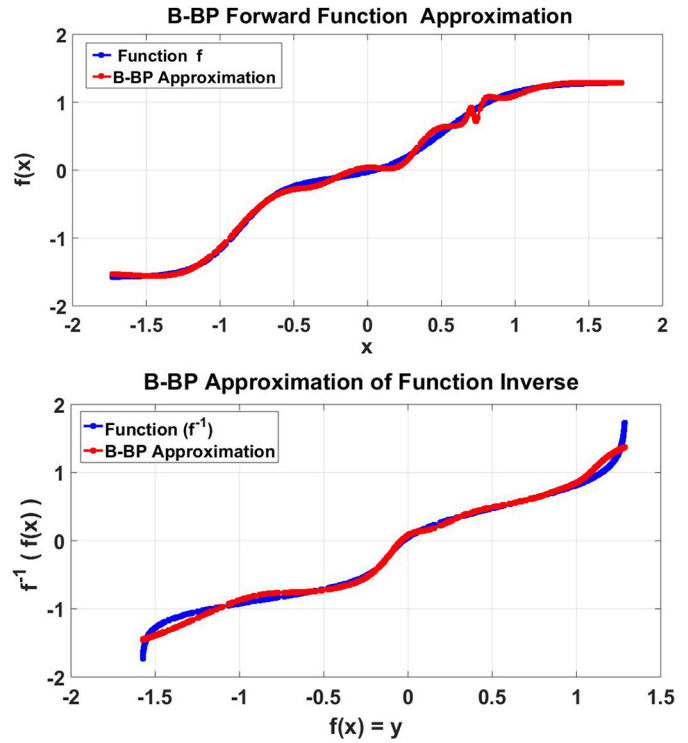 B-BP Forward Function Approximation
2
1
0
-1
-2
f(x)
Function f
B-BP Approximation
-2 -1.5 -1 -0.5 0 0.5 1 1.5 2
x
B-BP Approximation of Function Inverse
2
1
0
-1
-2
f⁻¹ ( f(x) )
Function (f⁻¹)
B-BP Approximation
-2 -1.5 -1 -0.5 0 0.5 1 1.5
f(x) = y